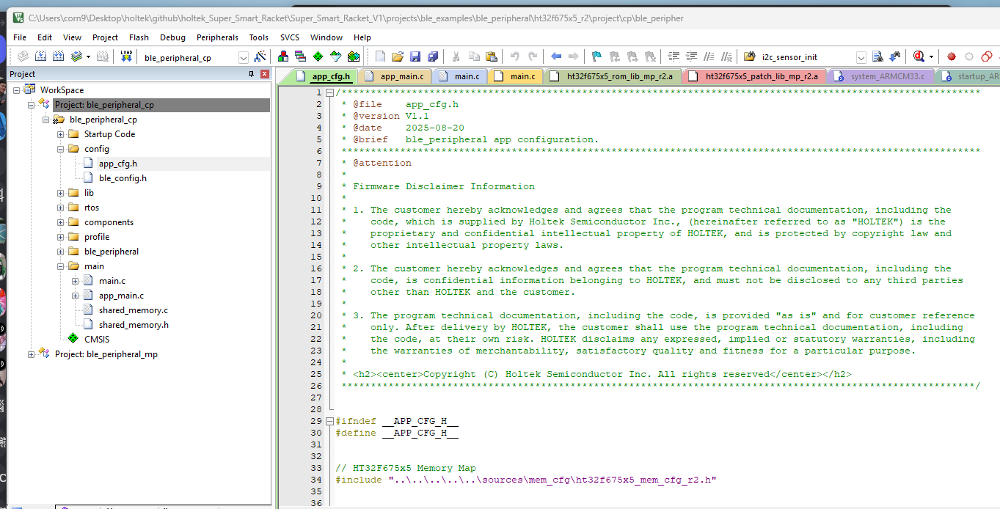 C:\Users\corn9\Desktop\holtek\github\holtek_Super_Smart_Racket\Super_Smart_Racket_V1\projects\ble_examples\ble_peripheral\ht32f675x5_r2\project\cp\ble_peripher
File Edit View Project Flash Debug Peripherals Tools SVCS Window Help
LOAD ble_peripheral_cp i2c_sensor_init
Project
WorkSpace
Project: ble_peripheral_cp
ble_peripheral_cp
Startup Code
config
app_cfg.h
ble_config.h
lib
rtos
components
profile
ble_peripheral
main
main.c
app_main.c
shared_memory.c
shared_memory.h
CMSIS
Project: ble_peripheral_mp
app_cfg.h app_main.c main.c main.c ht32f675x5_rom_lib_mp_r2.a ht32f675x5_patch_lib_mp_r2.a system_ARMCM33.c startup_AR
1 /*****************************************************************************************************************
2 * @file    app_cfg.h
3 * @version V1.1
4 * @date    2025-08-20
5 * @brief   ble_peripheral app configuration.
6 *****************************************************************************************************************
7 * @attention
8 *
9 * Firmware Disclaimer Information
10 *
11 * 1. The customer hereby acknowledges and agrees that the program technical documentation, including the
12 *    code, which is supplied by Holtek Semiconductor Inc., (hereinafter referred to as "HOLTEK") is the
13 *    proprietary and confidential intellectual property of HOLTEK, and is protected by copyright law and
14 *    other intellectual property laws.
15 *
16 * 2. The customer hereby acknowledges and agrees that the program technical documentation, including the
17 *    code, is confidential information belonging to HOLTEK, and must not be disclosed to any third parties
18 *    other than HOLTEK and the customer.
19 *
20 * 3. The program technical documentation, including the code, is provided "as is" and for customer reference
21 *    only. After delivery by HOLTEK, the customer shall use the program technical documentation, including
22 *    the code, at their own risk. HOLTEK disclaims any expressed, implied or statutory warranties, including
23 *    the warranties of merchantability, satisfactory quality and fitness for a particular purpose.
24 *
25 * <h2><center>Copyright (C) Holtek Semiconductor Inc. All rights reserved</center></h2>
26 ****************************************************************************************************************/
27
28
29 #ifndef __APP_CFG_H__
30 #define __APP_CFG_H__
31
32
33 // HT32F675x5 Memory Map
34 #include "..\..\..\..\..\sources\mem_cfg\ht32f675x5_mem_cfg_r2.h"
35
36